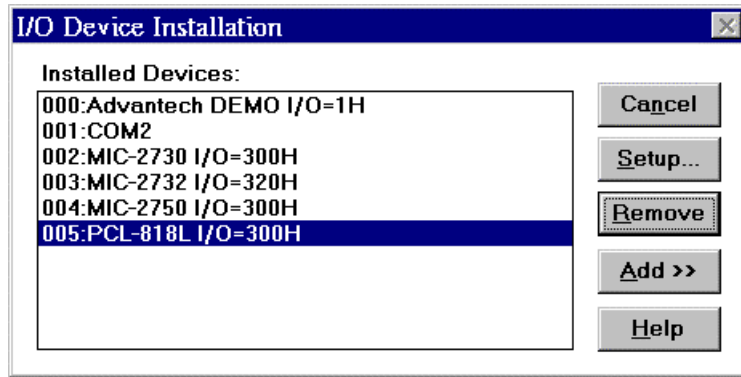 I/O Device Installation
Installed Devices:
000:Advantech DEMO I/O=1H
001:COM2
002:MIC-2730 I/O=300H
003:MIC-2732 I/O=320H
004:MIC-2750 I/O=300H
005:PCL-818L I/O=300H
Cancel
Setup...
Remove
Add >>
Help